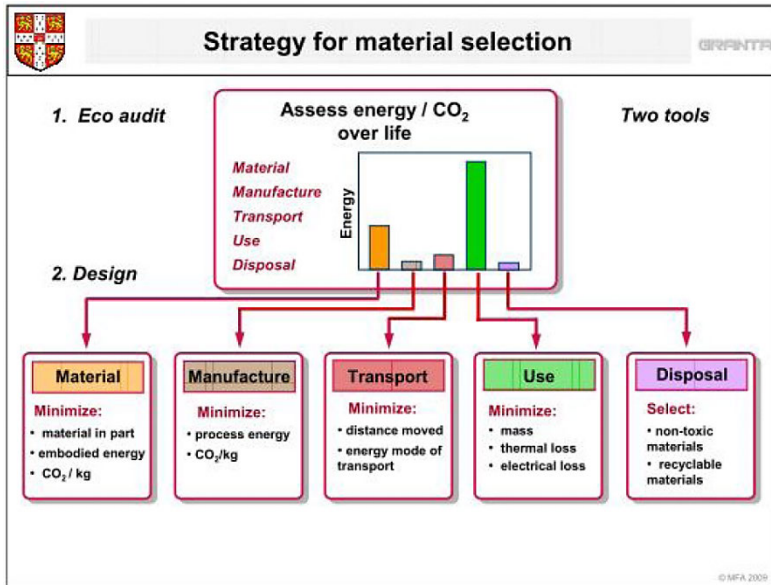 Strategy for material selection
GRANTA
1. Eco audit
Assess energy / CO₂
over life
Two tools
Material
Manufacture
Transport
Use
Disposal
Energy
2. Design
Material
Minimize:
• material in part
• embodied energy
• CO₂ / kg
Manufacture
Minimize:
• process energy
• CO₂/kg
Transport
Minimize:
• distance moved
• energy mode of
transport
Use
Minimize:
• mass
• thermal loss
• electrical loss
Disposal
Select:
• non-toxic
materials
• recyclable
materials
© MFA 2009